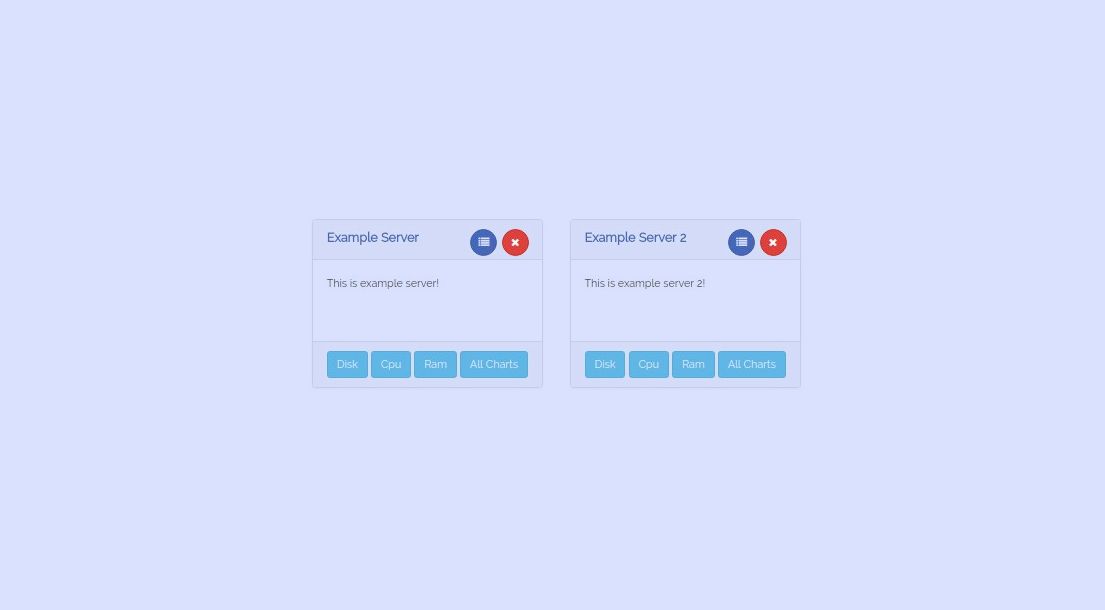 Example Server
This is example server!
Disk Cpu Ram All Charts
Example Server 2
This is example server 2!
Disk Cpu Ram All Charts